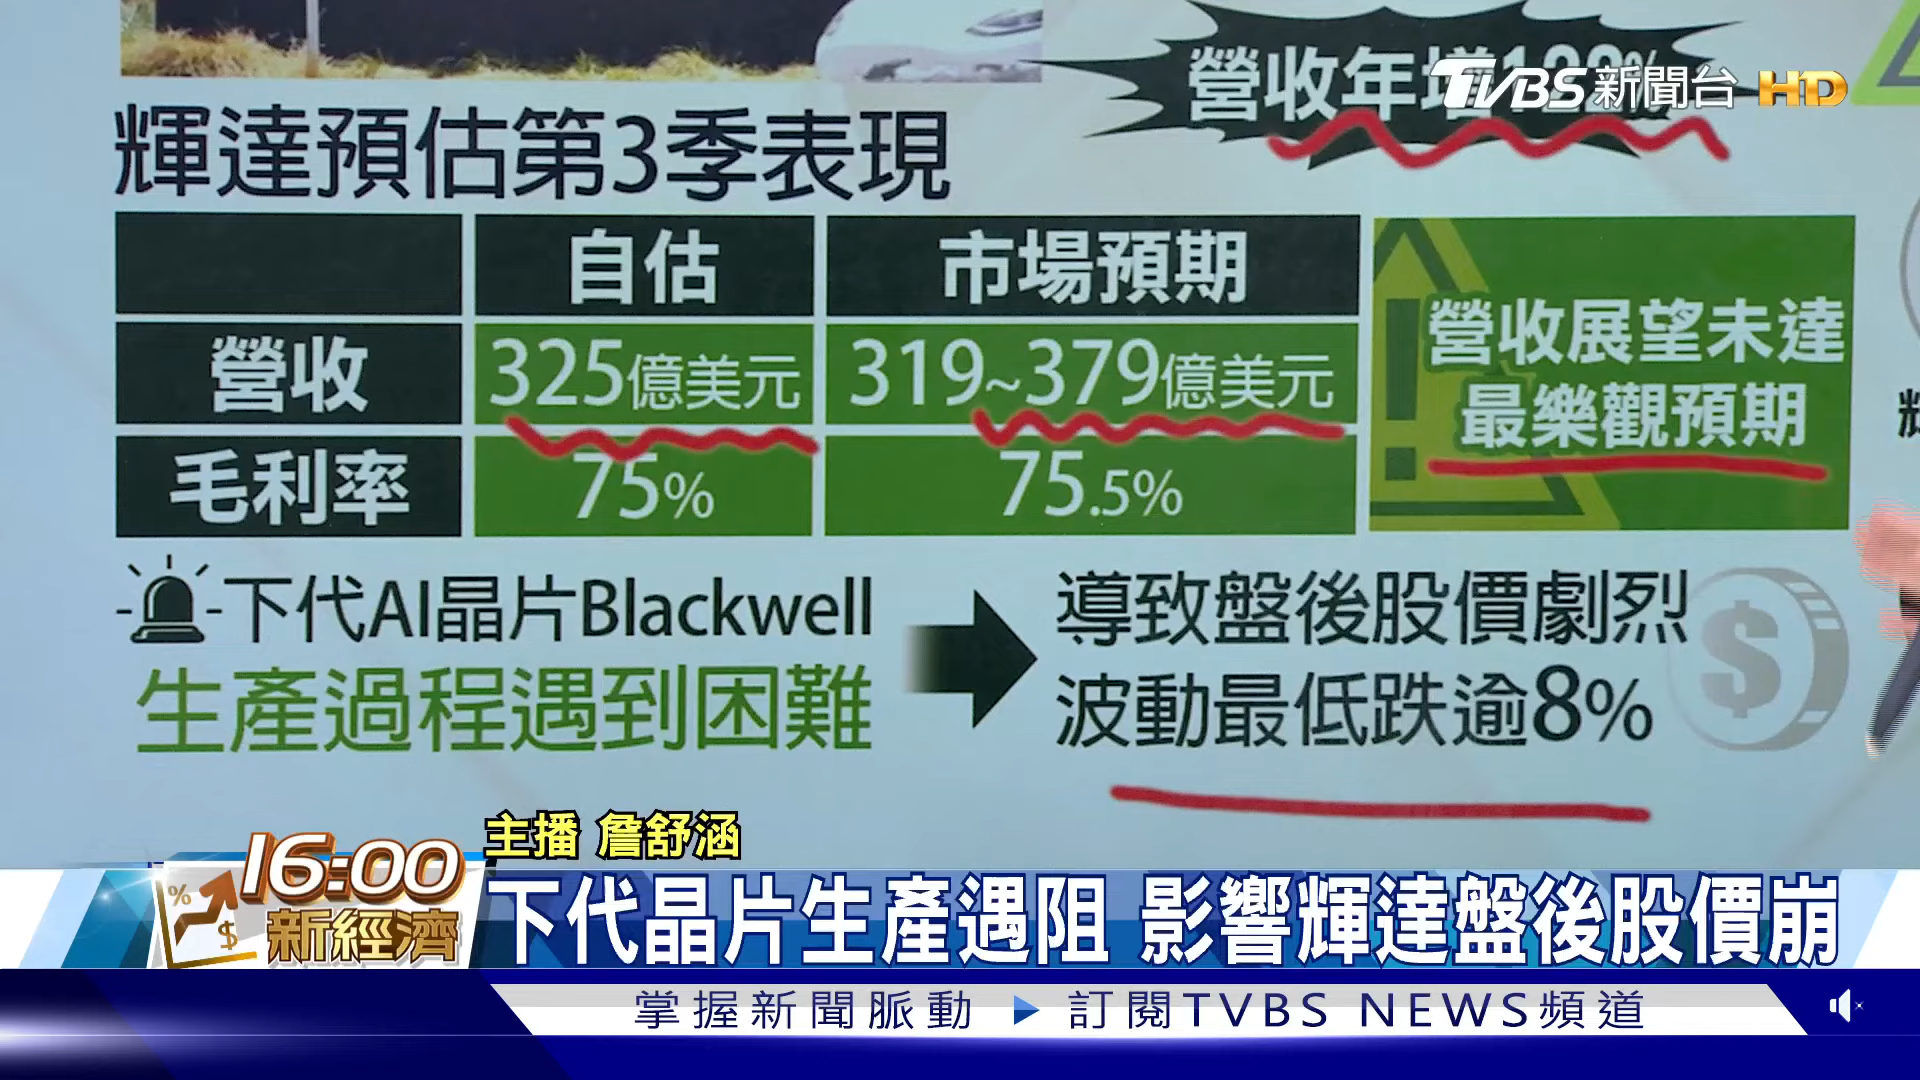 營收年增122%
TVBS新聞台 HD
輝達預估第3季表現
自估 市場預期
營收 325億美元 319~379億美元
毛利率 75% 75.5%
營收展望未達
最樂觀預期
下代AI晶片Blackwell
生產過程遇到困難
導致盤後股價劇烈
波動最低跌逾8%
$
主播 詹舒涵
16:00
新經濟
% $
下代晶片生產遇阻 影響輝達盤後股價崩
掌握新聞脈動 訂閱TVBS NEWS頻道